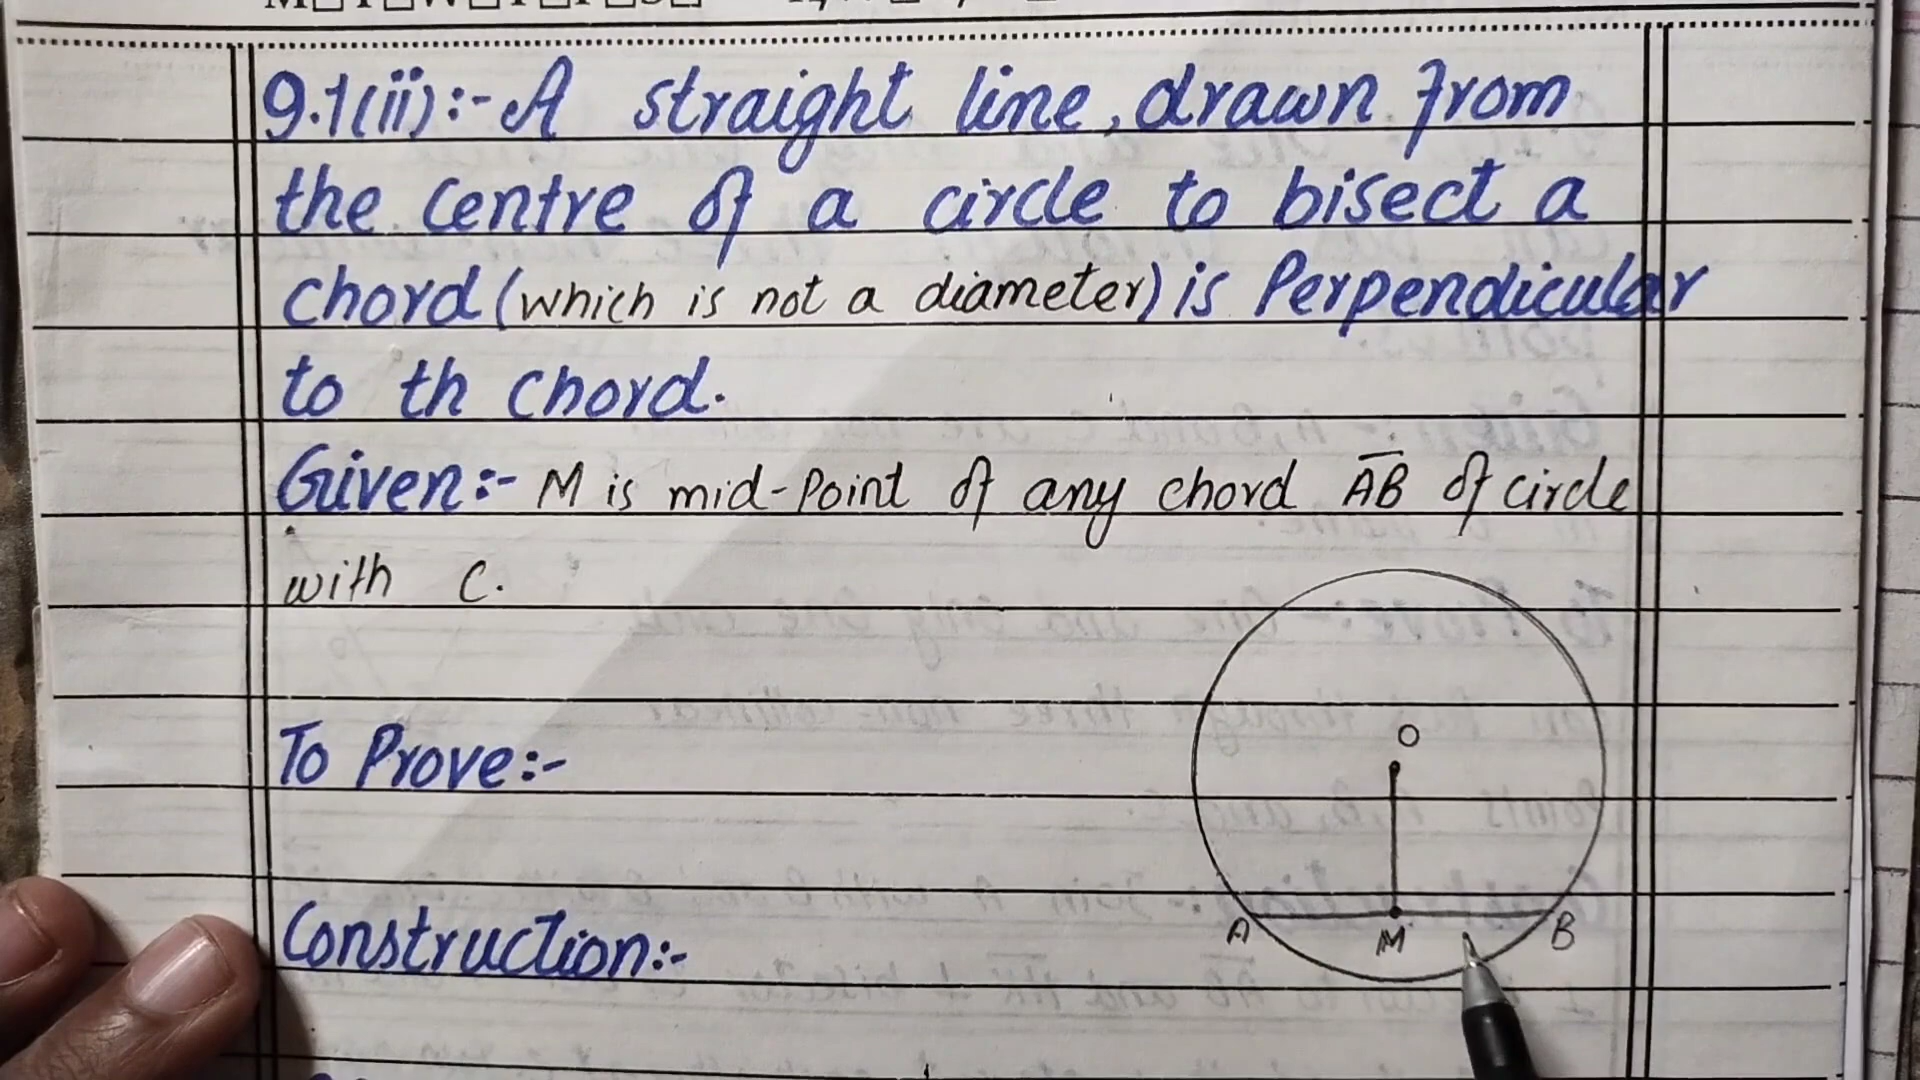 9.1(ii):- A straight line, drawn from
the centre of a circle to bisect a
chord (which is not a diameter) is Perpendicular
to th chord.
Given:- M is mid-Point of any chord A̅B̅ of circle
with C.
To Prove:-
O
Construction:-
A M B